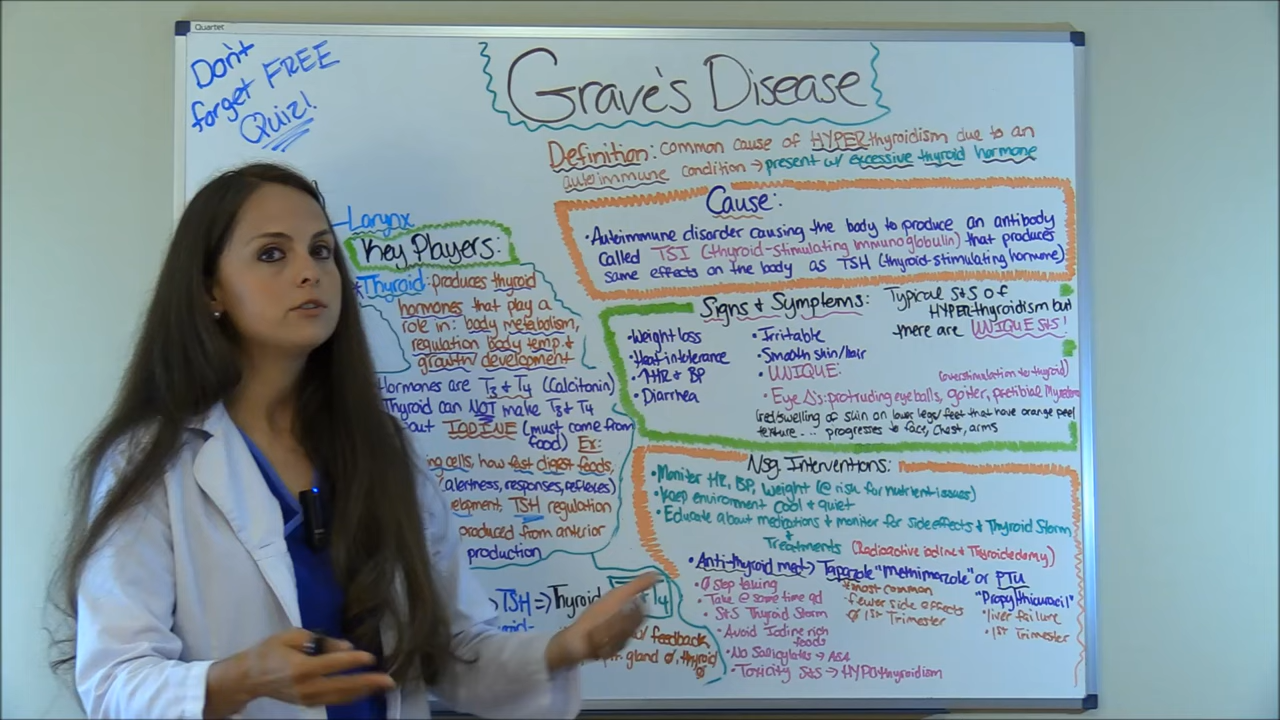 Quartet
Don't
forget FREE
Quiz!
Grave's Disease
Definition: common cause of HYPERthyroidism due to an
autoimmune condition → present w/ excessive thyroid hormone
Cause:
• Autoimmune disorder causing the body to produce an antibody
called TSI (thyroid-stimulating Immunoglobulin) that produces
same effects on the body as TSH (thyroid-stimulating hormone)
Larynx
Key Players:
*Thyroid: produces thyroid
hormones that play a
role in: body metabolism,
regulation body temp. +
growth/development
Hormones are T3 + T4 (Calcitonin)
Thyroid can NOT make T3 + T4
out IODINE (must come from
food) Ex:
ing cells, how fast digest foods,
(alertness, responses, reflexes)
elopment, TSH regulation
produced from anterior
production
→ TSH => Thyroid T4
feedback,
gland Ø, thyroid
Ø
Signs + Symptoms:
Typical S+S of
HYPERthyroidism but
there are UNIQUE S+S!
• Weight loss
• Heat intolerance
• ↑HR + BP
• Diarrhea
• Irritable
• Smooth skin/hair
• UNIQUE:
(overstimulation to thyroid)
• Eye Δ's: protruding eyeballs, goiter, pretibial Myxedema
(red/swelling of skin on lower legs/feet that have orange peel
texture... progresses to face, chest, arms
Nsg. Interventions:
• Monitor HR, BP, Weight (@ risk for nutrient issues)
• Keep environment cool + quiet
• Educate about medications + monitor for side effects + Thyroid Storm
+
Treatments (Radioactive iodine + Thyroidectomy)
• Anti-thyroid med → Tapazole "Methimazole" or PTU
"Propylthiouracil"
• Ø stop taking
• Take @ same time qd
• S+S Thyroid Storm
• Avoid Iodine rich
foods
• No Salicylates → ASA
• Toxicity S+S → HYPOthyroidism
*most common
fewer side effects
Ø 1st Trimester
*liver failure
• 1st Trimester